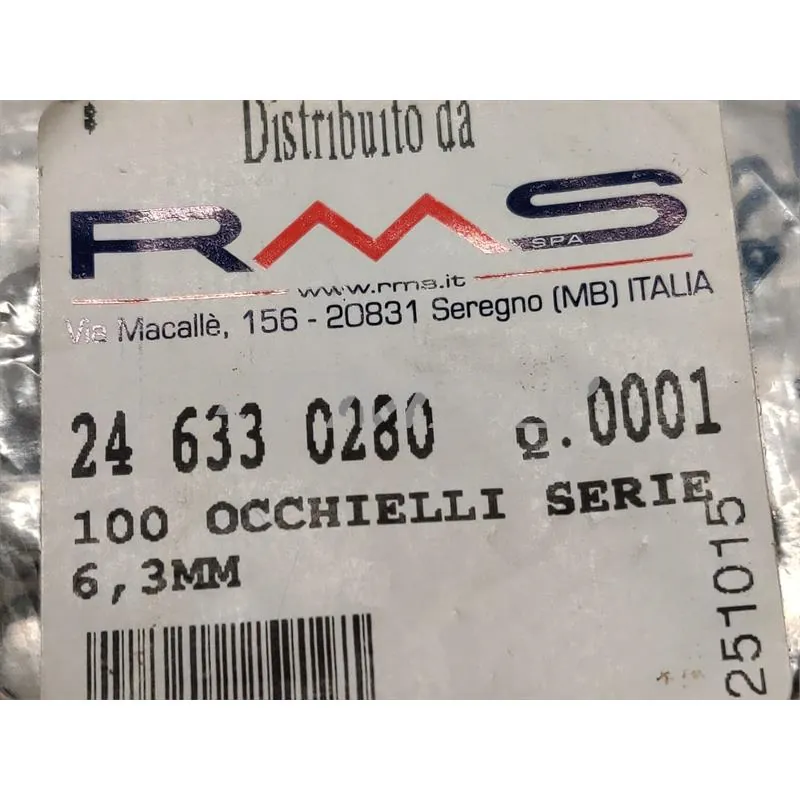 Distribuito da
RMS
SPA
www.rms.it
Via Macallè, 156 - 20831 Seregno (MB) ITALIA
24 633 0280 Q.0001
100 OCCHIELLI SERIE
6,3MM
251015